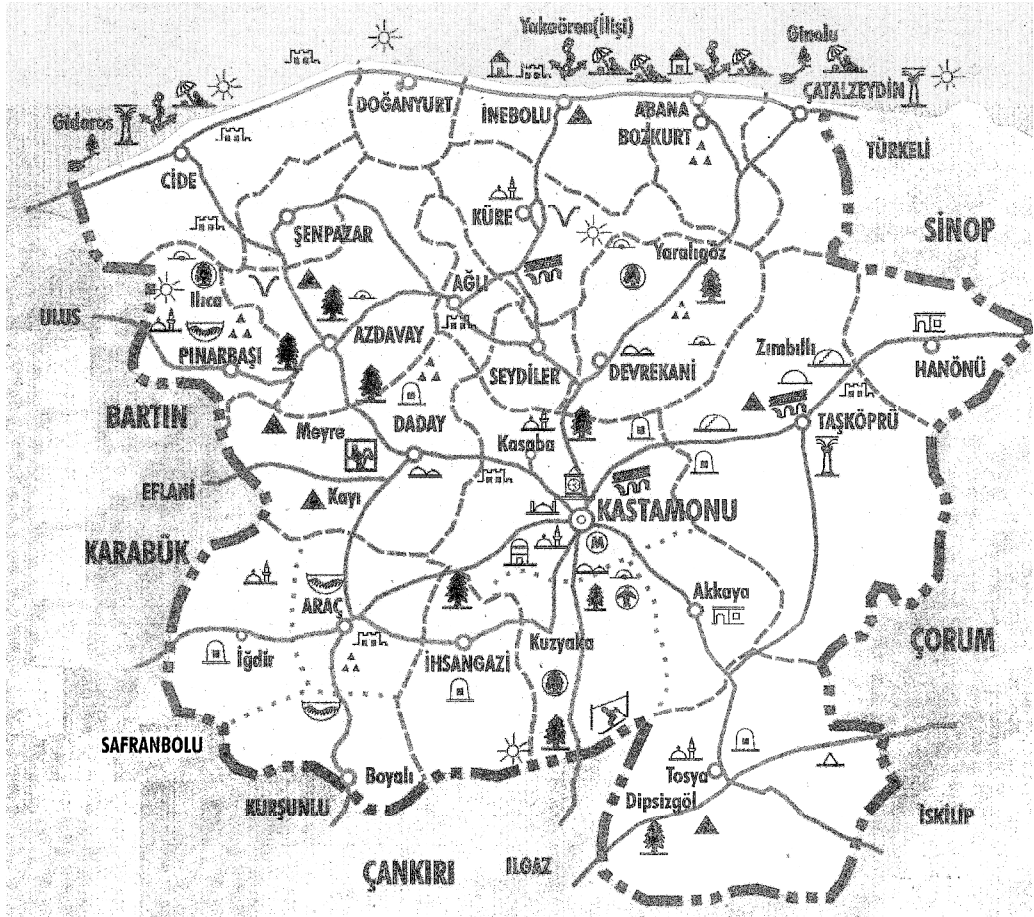 Yakaören(İlişi)
Ginolu
DOĞANYURT
İNEBOLU
ABANA
ÇATALZEYDİN
BOZKURT
Gideros
TÜRKELİ
CİDE
KÜRE
ŞENPAZAR
SİNOP
Yaralıgöz
AĞLI
Ilıca
ULUS
AZDAVAY
Zımbıllı
PINARBAŞI
SEYDİLER
DEVREKANİ
HANÖNÜ
BARTIN
Meyre
DADAY
Kasaba
TAŞKÖPRÜ
EFLANİ
Kayı
KASTAMONU
KARABÜK
M
ARAÇ
Akkaya
İğdir
İHSANGAZİ
Kuzyaka
ÇORUM
SAFRANBOLU
Boyalı
Tosya
KURŞUNLU
Dipsizgöl
İSKİLİP
ÇANKIRI
ILGAZ